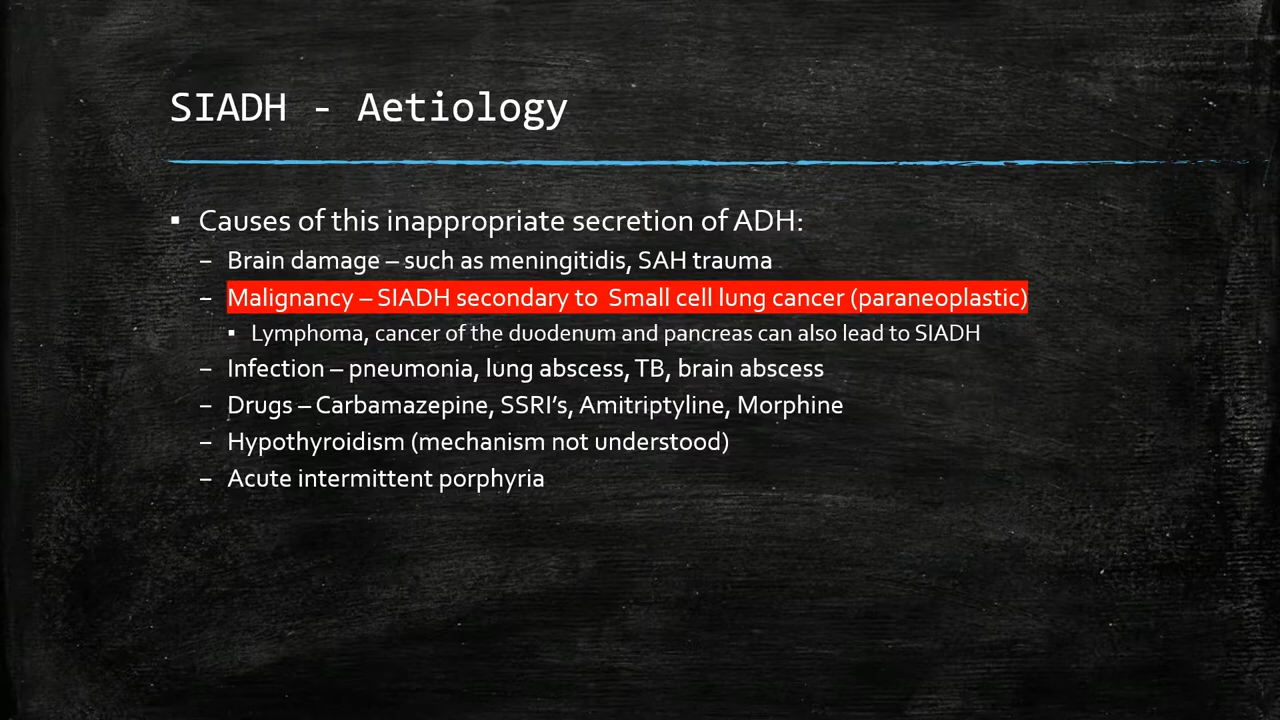 SIADH - Aetiology
▪ Causes of this inappropriate secretion of ADH:
– Brain damage – such as meningitidis, SAH trauma
– Malignancy – SIADH secondary to  Small cell lung cancer (paraneoplastic)
▪ Lymphoma, cancer of the duodenum and pancreas can also lead to SIADH
– Infection – pneumonia, lung abscess, TB, brain abscess
– Drugs – Carbamazepine, SSRI's, Amitriptyline, Morphine
– Hypothyroidism (mechanism not understood)
– Acute intermittent porphyria